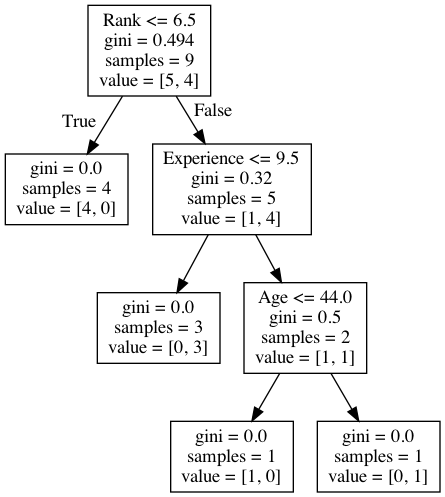 Rank <= 6.5
gini = 0.494
samples = 9
value = [5, 4]
True
False
gini = 0.0
samples = 4
value = [4, 0]
Experience <= 9.5
gini = 0.32
samples = 5
value = [1, 4]
gini = 0.0
samples = 3
value = [0, 3]
Age <= 44.0
gini = 0.5
samples = 2
value = [1, 1]
gini = 0.0
samples = 1
value = [1, 0]
gini = 0.0
samples = 1
value = [0, 1]